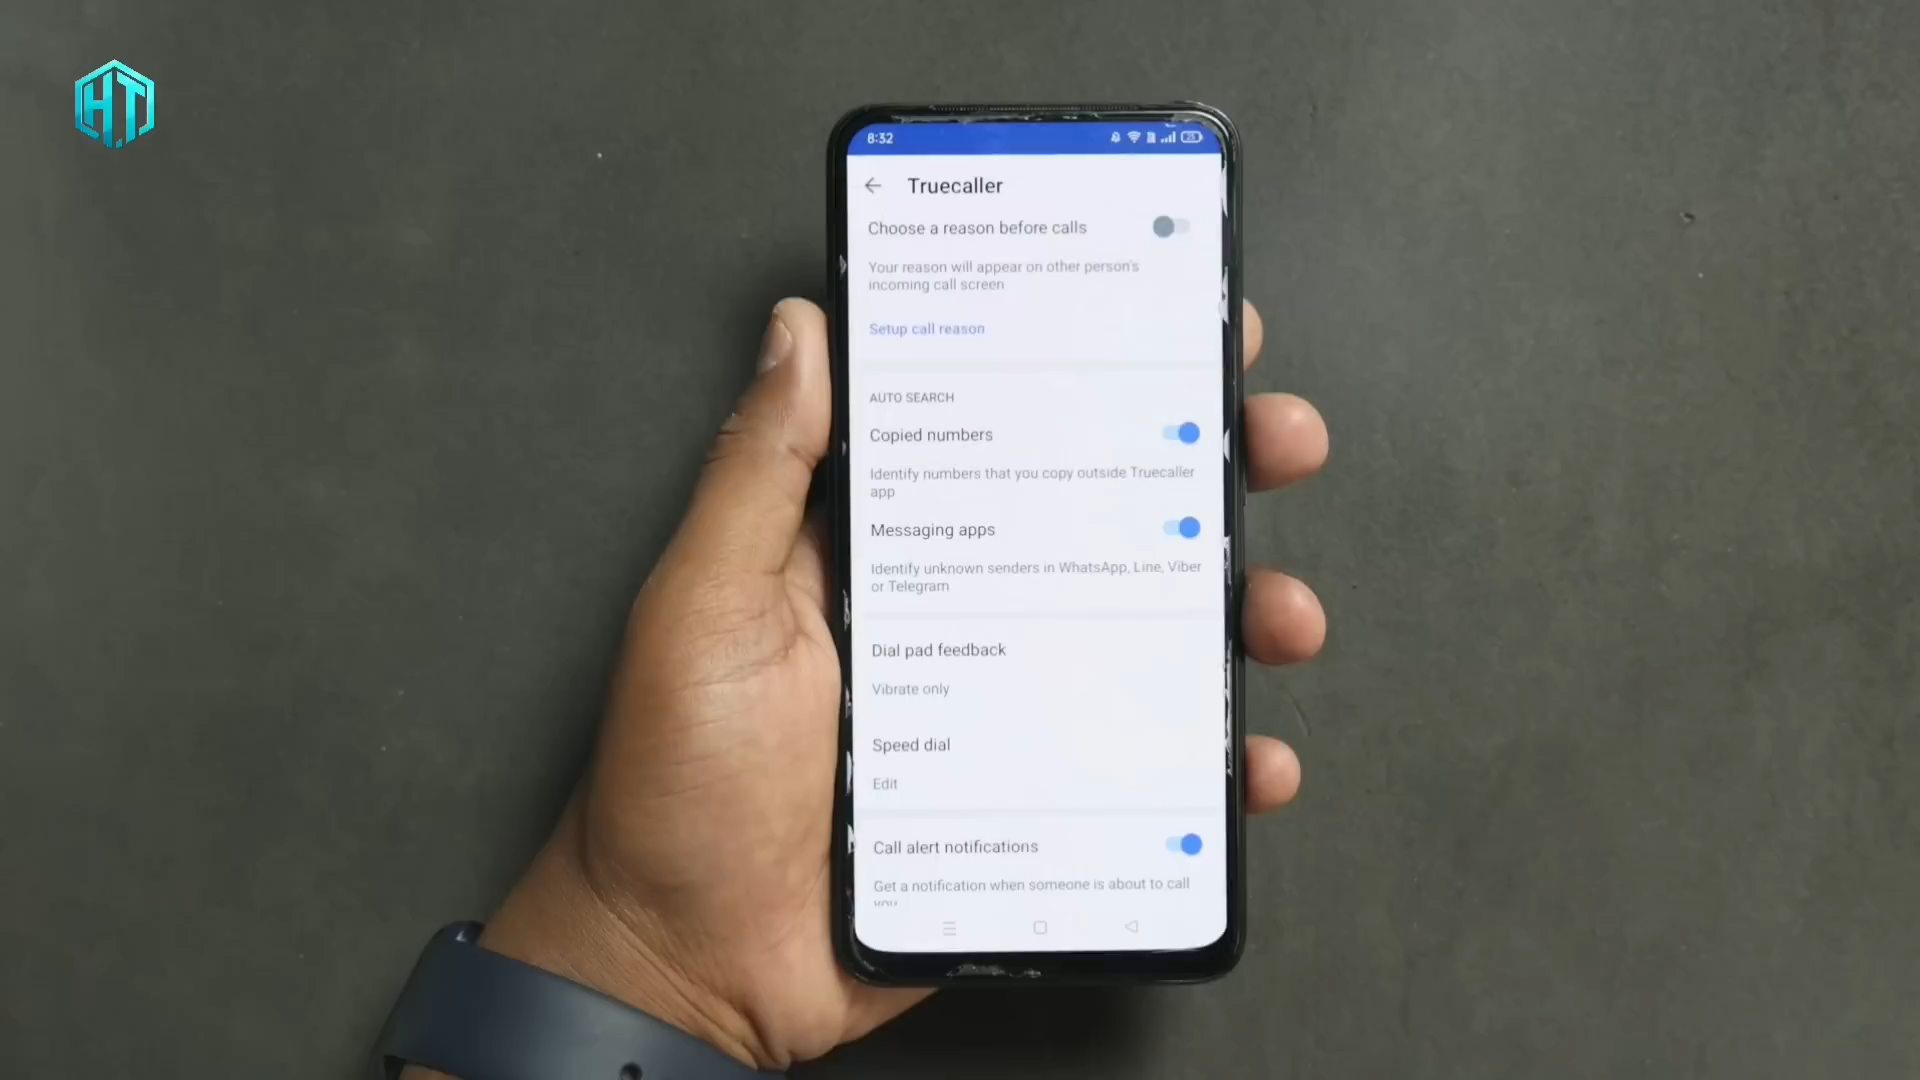 HT
8:32
Truecaller
Choose a reason before calls
Your reason will appear on other person's
incoming call screen
Setup call reason
AUTO SEARCH
Copied numbers
Identify numbers that you copy outside Truecaller
app
Messaging apps
Identify unknown senders in WhatsApp, Line, Viber
or Telegram
Dial pad feedback
Vibrate only
Speed dial
Edit
Call alert notifications
Get a notification when someone is about to call
you